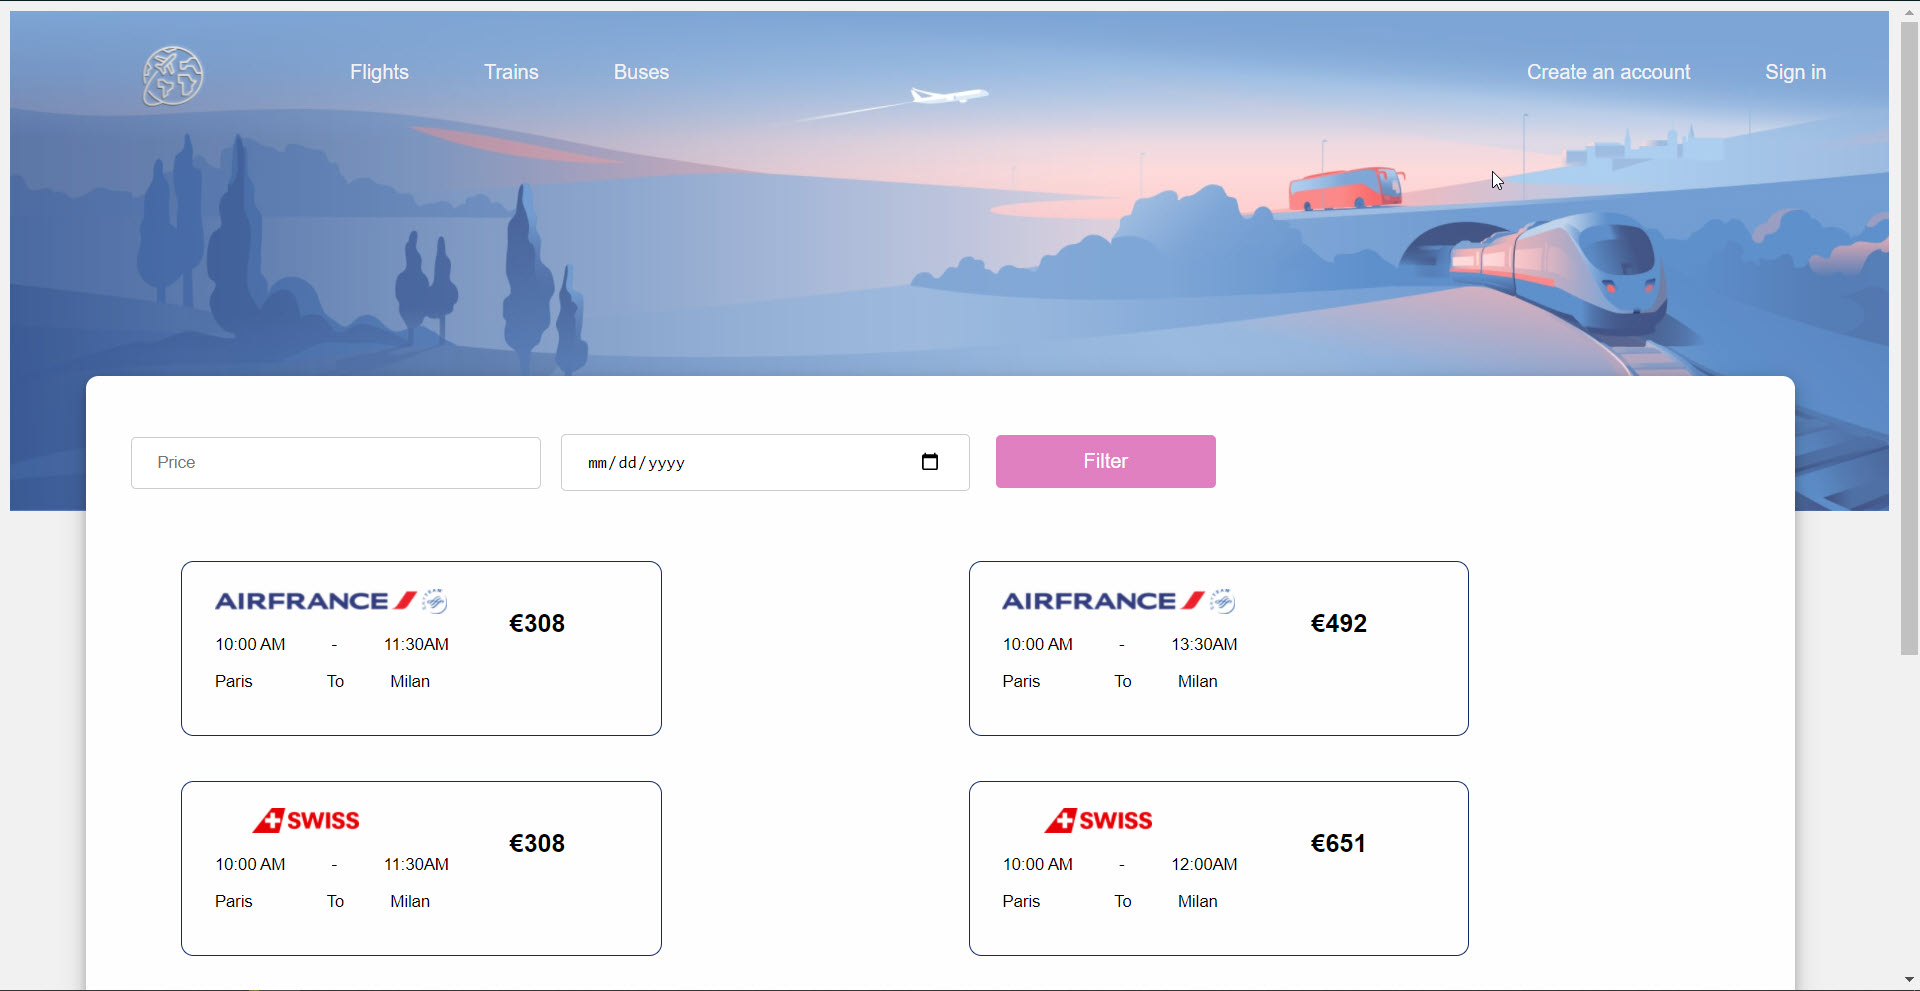 Flights Trains Buses Create an account Sign in
Price mm/dd/yyyy Filter
AIRFRANCE
€308
10:00 AM - 11:30AM
Paris To Milan
AIRFRANCE
€492
10:00 AM - 13:30AM
Paris To Milan
SWISS
€308
10:00 AM - 11:30AM
Paris To Milan
SWISS
€651
10:00 AM - 12:00AM
Paris To Milan